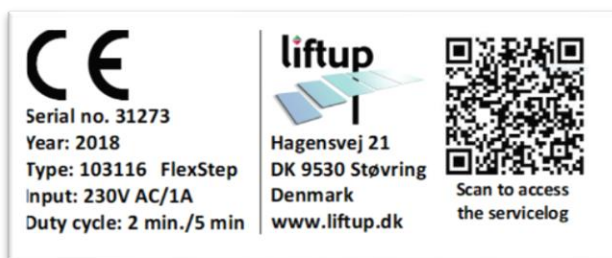 CE
Serial no. 31273
Year: 2018
Type: 103116 FlexStep
Input: 230V AC/1A
Duty cycle: 2 min./5 min
liftup
Hagensvej 21
DK 9530 Støvring
Denmark
www.liftup.dk
Scan to access
the servicelog